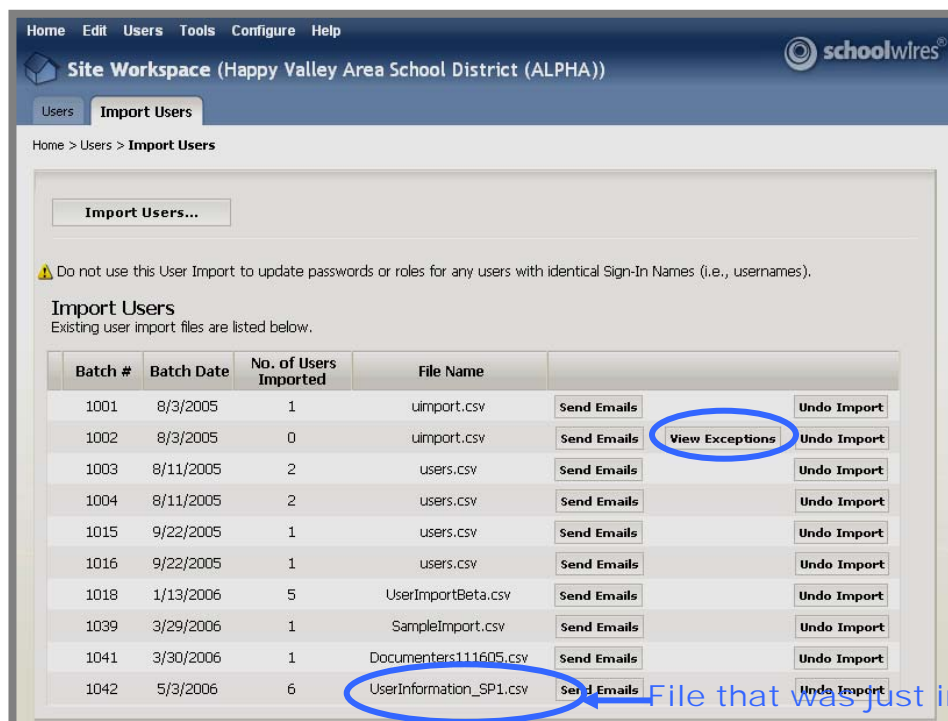 Home Edit Users Tools Configure Help
schoolwires®
Site Workspace (Happy Valley Area School District (ALPHA))
Users Import Users
Home > Users > Import Users
Import Users...
Do not use this User Import to update passwords or roles for any users with identical Sign-In Names (i.e., usernames).
Import Users
Existing user import files are listed below.
Batch # Batch Date No. of Users Imported File Name
1001 8/3/2005 1 uimport.csv Send Emails Undo Import
1002 8/3/2005 0 uimport.csv Send Emails View Exceptions Undo Import
1003 8/11/2005 2 users.csv Send Emails Undo Import
1004 8/11/2005 2 users.csv Send Emails Undo Import
1015 9/22/2005 1 users.csv Send Emails Undo Import
1016 9/22/2005 1 users.csv Send Emails Undo Import
1018 1/13/2006 5 UserImportBeta.csv Send Emails Undo Import
1039 3/29/2006 1 SampleImport.csv Send Emails Undo Import
1041 3/30/2006 1 Documenters111605.csv Send Emails Undo Import
1042 5/3/2006 6 UserInformation_SP1.csv Send Emails Undo Import
File that was just